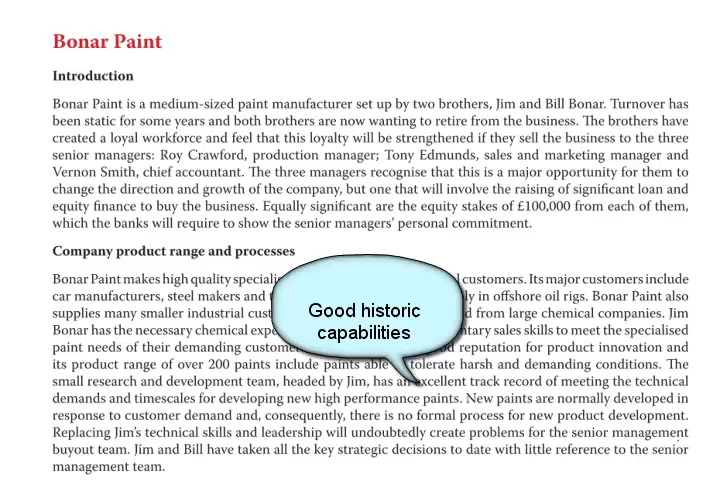 Bonar Paint
Introduction
Bonar Paint is a medium-sized paint manufacturer set up by two brothers, Jim and Bill Bonar. Turnover has
been static for some years and both brothers are now wanting to retire from the business. The brothers have
created a loyal workforce and feel that this loyalty will be strengthened if they sell the business to the three
senior managers: Roy Crawford, production manager; Tony Edmunds, sales and marketing manager and
Vernon Smith, chief accountant. The three managers recognise that this is a major opportunity for them to
change the direction and growth of the company, but one that will involve the raising of significant loan and
equity finance to buy the business. Equally significant are the equity stakes of £100,000 from each of them,
which the banks will require to show the senior managers' personal commitment.
Company product range and processes
Bonar Paint makes high quality customers. Its major customers include
car manufacturers, steel makers and in offshore oil rigs. Bonar Paint also
supplies many smaller industrial from large chemical companies. Jim
Bonar has the necessary chemical sales skills to meet the specialised
paint needs of their demanding reputation for product innovation and
its product range of over 200 paints include paints able tolerate harsh and demanding conditions. The
small research and development team, headed by Jim, has an excellent track record of meeting the technical
demands and timescales for developing new high performance paints. New paints are normally developed in
response to customer demand and, consequently, there is no formal process for new product development.
Replacing Jim's technical skills and leadership will undoubtedly create problems for the senior management
buyout team. Jim and Bill have taken all the key strategic decisions to date with little reference to the senior
management team.
Good historic
capabilities